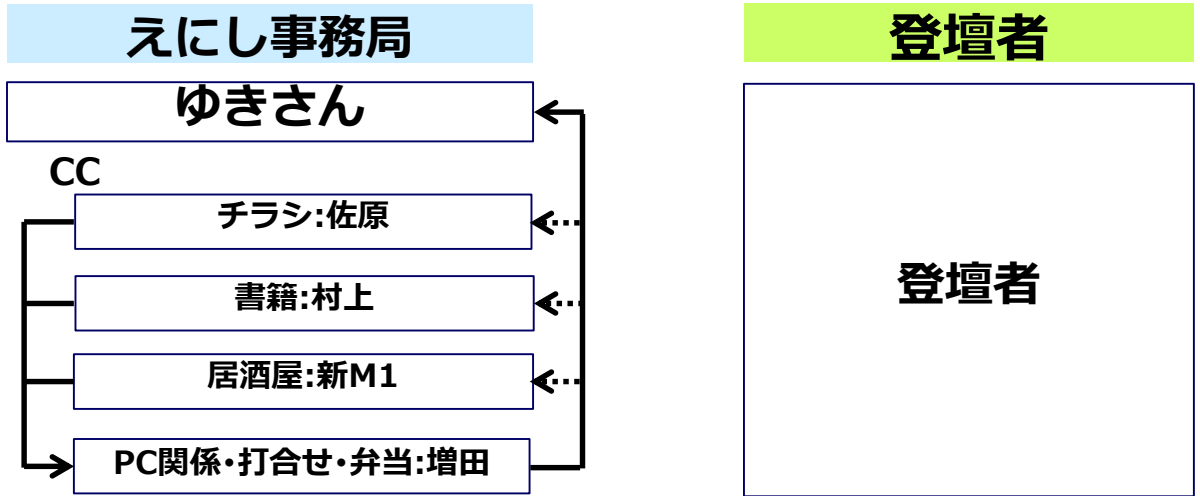 えにし事務局
登壇者
ゆきさん
CC
チラシ:佐原
書籍:村上
居酒屋:新M1
PC関係・打合せ・弁当:増田
登壇者